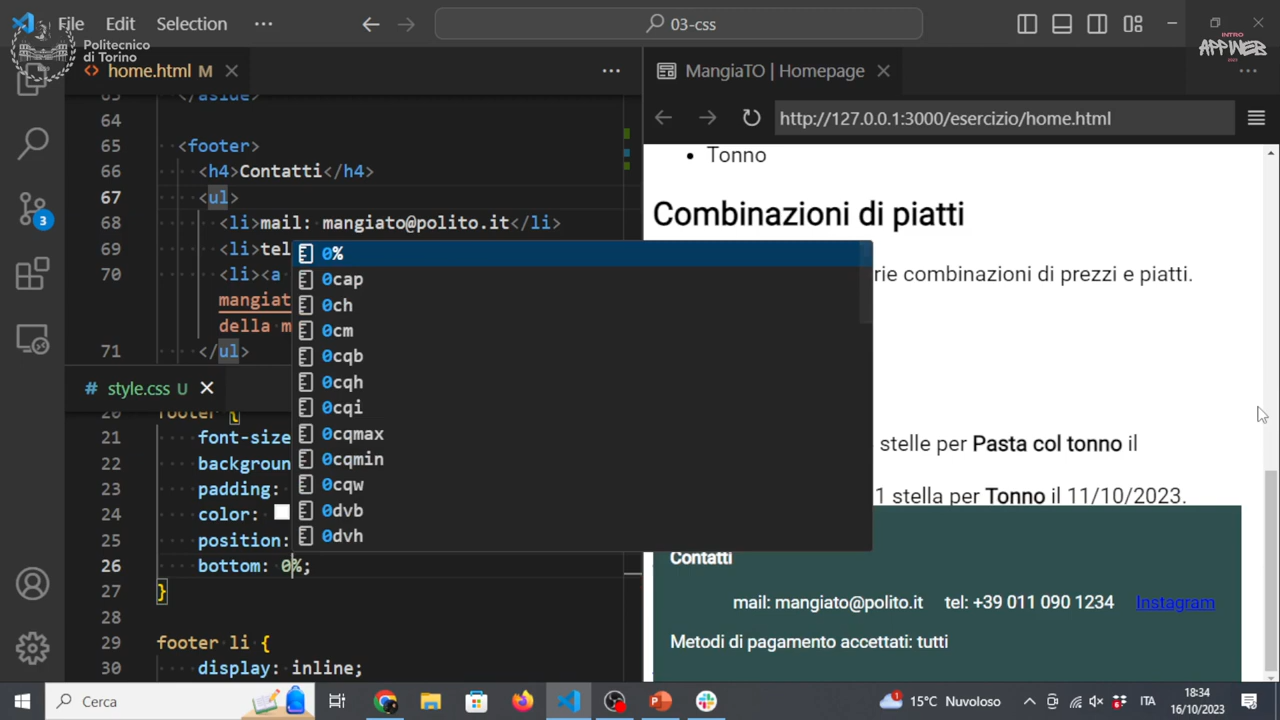 File Edit Selection ··· 03-css
Politecnico
di Torino
INTRO
APPWEB
home.html M
MangiaTO | Homepage
http://127.0.0.1:3000/esercizio/home.html
63 </aside>
64
65 <footer>
66 <h4>Contatti</h4>
67 <ul>
68 <li>mail: mangiato@polito.it</li>
69 <li>tel
70 <li><a
mangiat
della m
71 </ul>
0%
0cap
0ch
0cm
0cqb
0cqh
0cqi
0cqmax
0cqmin
0cqw
0dvb
0dvh
# style.css U
20 footer {
21 font-size
22 backgroun
23 padding:
24 color:
25 position:
26 bottom: 0%;
27 }
28
29 footer li {
30 display: inline;
Tonno
Combinazioni di piatti
rie combinazioni di prezzi e piatti.
stelle per Pasta col tonno il
1 stella per Tonno il 11/10/2023.
Contatti
mail: mangiato@polito.it tel: +39 011 090 1234 Instagram
Metodi di pagamento accettati: tutti
3
Cerca
1
15°C Nuvoloso
ITA
18:34
16/10/2023